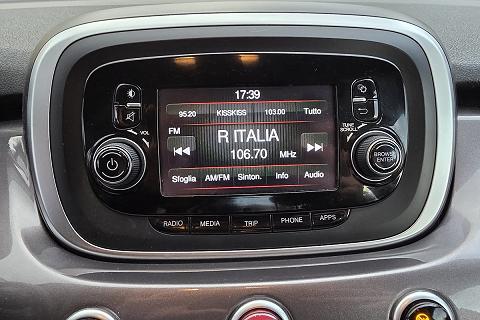 17:39
95.20 KISSKISS 103.00 Tutto
FM
R ITALIA
106.70 MHz
Sfoglia AM/FM Sinton. Info Audio
VOL
TUNE
SCROLL
BROWSE
ENTER
RADIO MEDIA TRIP PHONE APPS